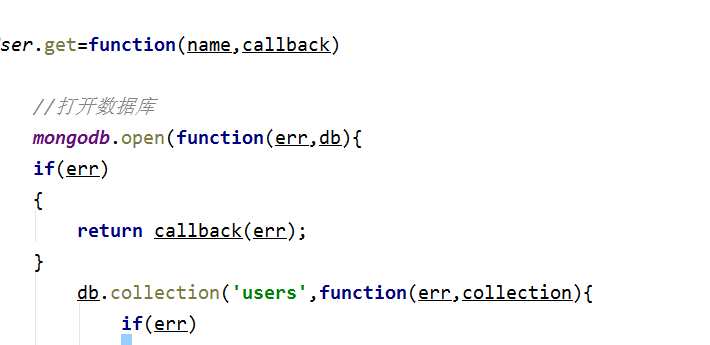 ser.get=function(name,callback)
//打开数据库
mongodb.open(function(err,db){
if(err)
{
return callback(err);
}
db.collection('users',function(err,collection){
if(err)